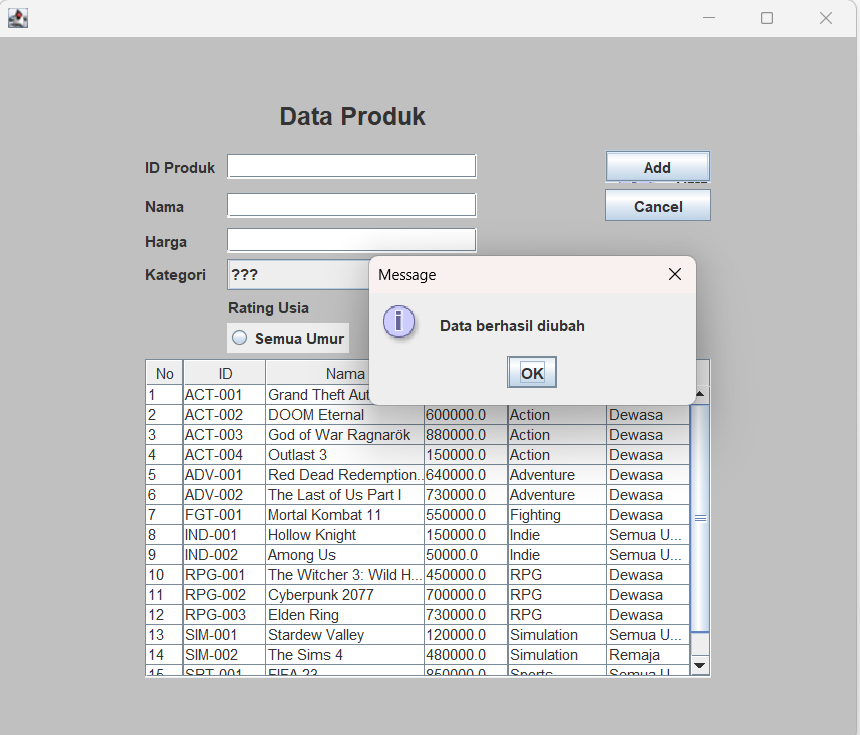 Data Produk
ID Produk
Add
Nama
Cancel
Harga
Kategori
???
Message
Rating Usia
i
Data berhasil diubah
Semua Umur
OK
No ID Nama
1 ACT-001 Grand Theft Aut
2 ACT-002 DOOM Eternal 600000.0 Action Dewasa
3 ACT-003 God of War Ragnarök 880000.0 Action Dewasa
4 ACT-004 Outlast 3 150000.0 Action Dewasa
5 ADV-001 Red Dead Redemption... 640000.0 Adventure Dewasa
6 ADV-002 The Last of Us Part I 730000.0 Adventure Dewasa
7 FGT-001 Mortal Kombat 11 550000.0 Fighting Dewasa
8 IND-001 Hollow Knight 150000.0 Indie Semua U...
9 IND-002 Among Us 50000.0 Indie Semua U...
10 RPG-001 The Witcher 3: Wild H... 450000.0 RPG Dewasa
11 RPG-002 Cyberpunk 2077 700000.0 RPG Dewasa
12 RPG-003 Elden Ring 730000.0 RPG Dewasa
13 SIM-001 Stardew Valley 120000.0 Simulation Semua U...
14 SIM-002 The Sims 4 480000.0 Simulation Remaja
15 SPT-001 FIFA 23 850000.0 Sports Semua U...